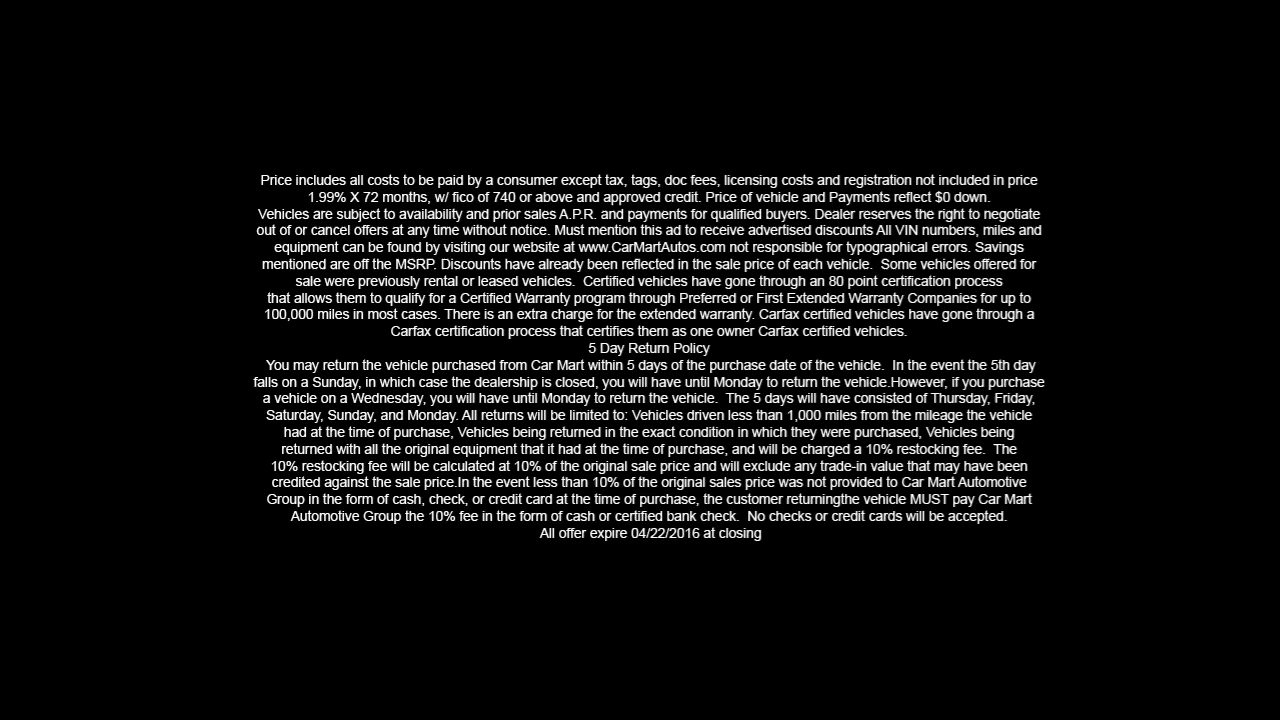 Price includes all costs to be paid by a consumer except tax, tags, doc fees, licensing costs and registration not included in price
1.99% X 72 months, w/ fico of 740 or above and approved credit. Price of vehicle and Payments reflect $0 down.
Vehicles are subject to availability and prior sales A.P.R. and payments for qualified buyers. Dealer reserves the right to negotiate
out of or cancel offers at any time without notice. Must mention this ad to receive advertised discounts All VIN numbers, miles and
equipment can be found by visiting our website at www.CarMartAutos.com not responsible for typographical errors. Savings
mentioned are off the MSRP. Discounts have already been reflected in the sale price of each vehicle.  Some vehicles offered for
sale were previously rental or leased vehicles.  Certified vehicles have gone through an 80 point certification process
that allows them to qualify for a Certified Warranty program through Preferred or First Extended Warranty Companies for up to
100,000 miles in most cases. There is an extra charge for the extended warranty. Carfax certified vehicles have gone through a
Carfax certification process that certifies them as one owner Carfax certified vehicles.
5 Day Return Policy
You may return the vehicle purchased from Car Mart within 5 days of the purchase date of the vehicle.  In the event the 5th day
falls on a Sunday, in which case the dealership is closed, you will have until Monday to return the vehicle.However, if you purchase
a vehicle on a Wednesday, you will have until Monday to return the vehicle.  The 5 days will have consisted of Thursday, Friday,
Saturday, Sunday, and Monday. All returns will be limited to: Vehicles driven less than 1,000 miles from the mileage the vehicle
had at the time of purchase, Vehicles being returned in the exact condition in which they were purchased, Vehicles being
returned with all the original equipment that it had at the time of purchase, and will be charged a 10% restocking fee.  The
10% restocking fee will be calculated at 10% of the original sale price and will exclude any trade-in value that may have been
credited against the sale price.In the event less than 10% of the original sales price was not provided to Car Mart Automotive
Group in the form of cash, check, or credit card at the time of purchase, the customer returningthe vehicle MUST pay Car Mart
Automotive Group the 10% fee in the form of cash or certified bank check.  No checks or credit cards will be accepted.
All offer expire 04/22/2016 at closing